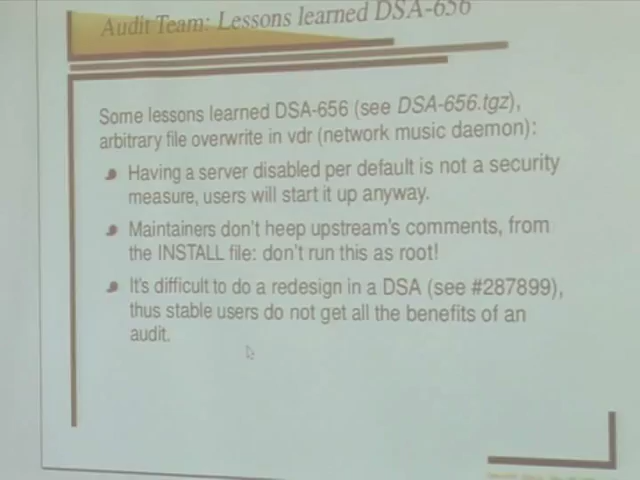 Audit Team: Lessons learned DSA-656
Some lessons learned DSA-656 (see DSA-656.tgz),
arbitrary file overwrite in vdr (network music daemon):
Having a server disabled per default is not a security
measure, users will start it up anyway.
Maintainers don't heep upstream's comments, from
the INSTALL file: don't run this as root!
It's difficult to do a redesign in a DSA (see #287899),
thus stable users do not get all the benefits of an
audit.